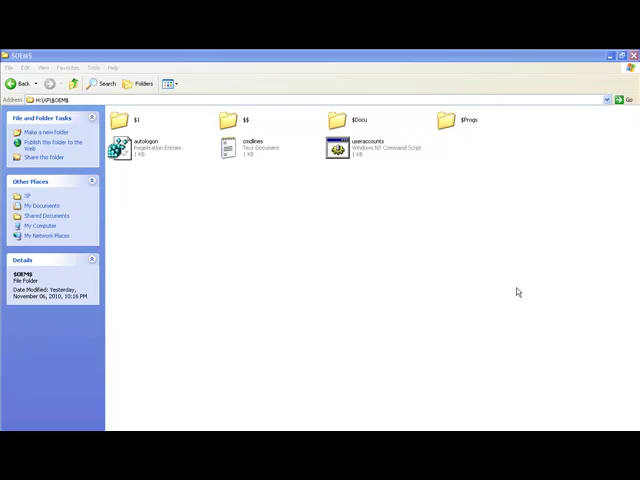 $OEM$
File Edit View Favorites Tools Help
Back Search Folders
Address H:\XP\$OEM$ Go
File and Folder Tasks
Make a new folder
Publish this folder to the
Web
Share this folder
Other Places
XP
My Documents
Shared Documents
My Computer
My Network Places
Details
$OEM$
File Folder
Date Modified: Yesterday,
November 06, 2010, 10:16 PM
$1 $$ $Docu $Progs
autologon
Registration Entries
1 KB
cmdlines
Text Document
1 KB
useraccounts
Windows NT Command Script
1 KB